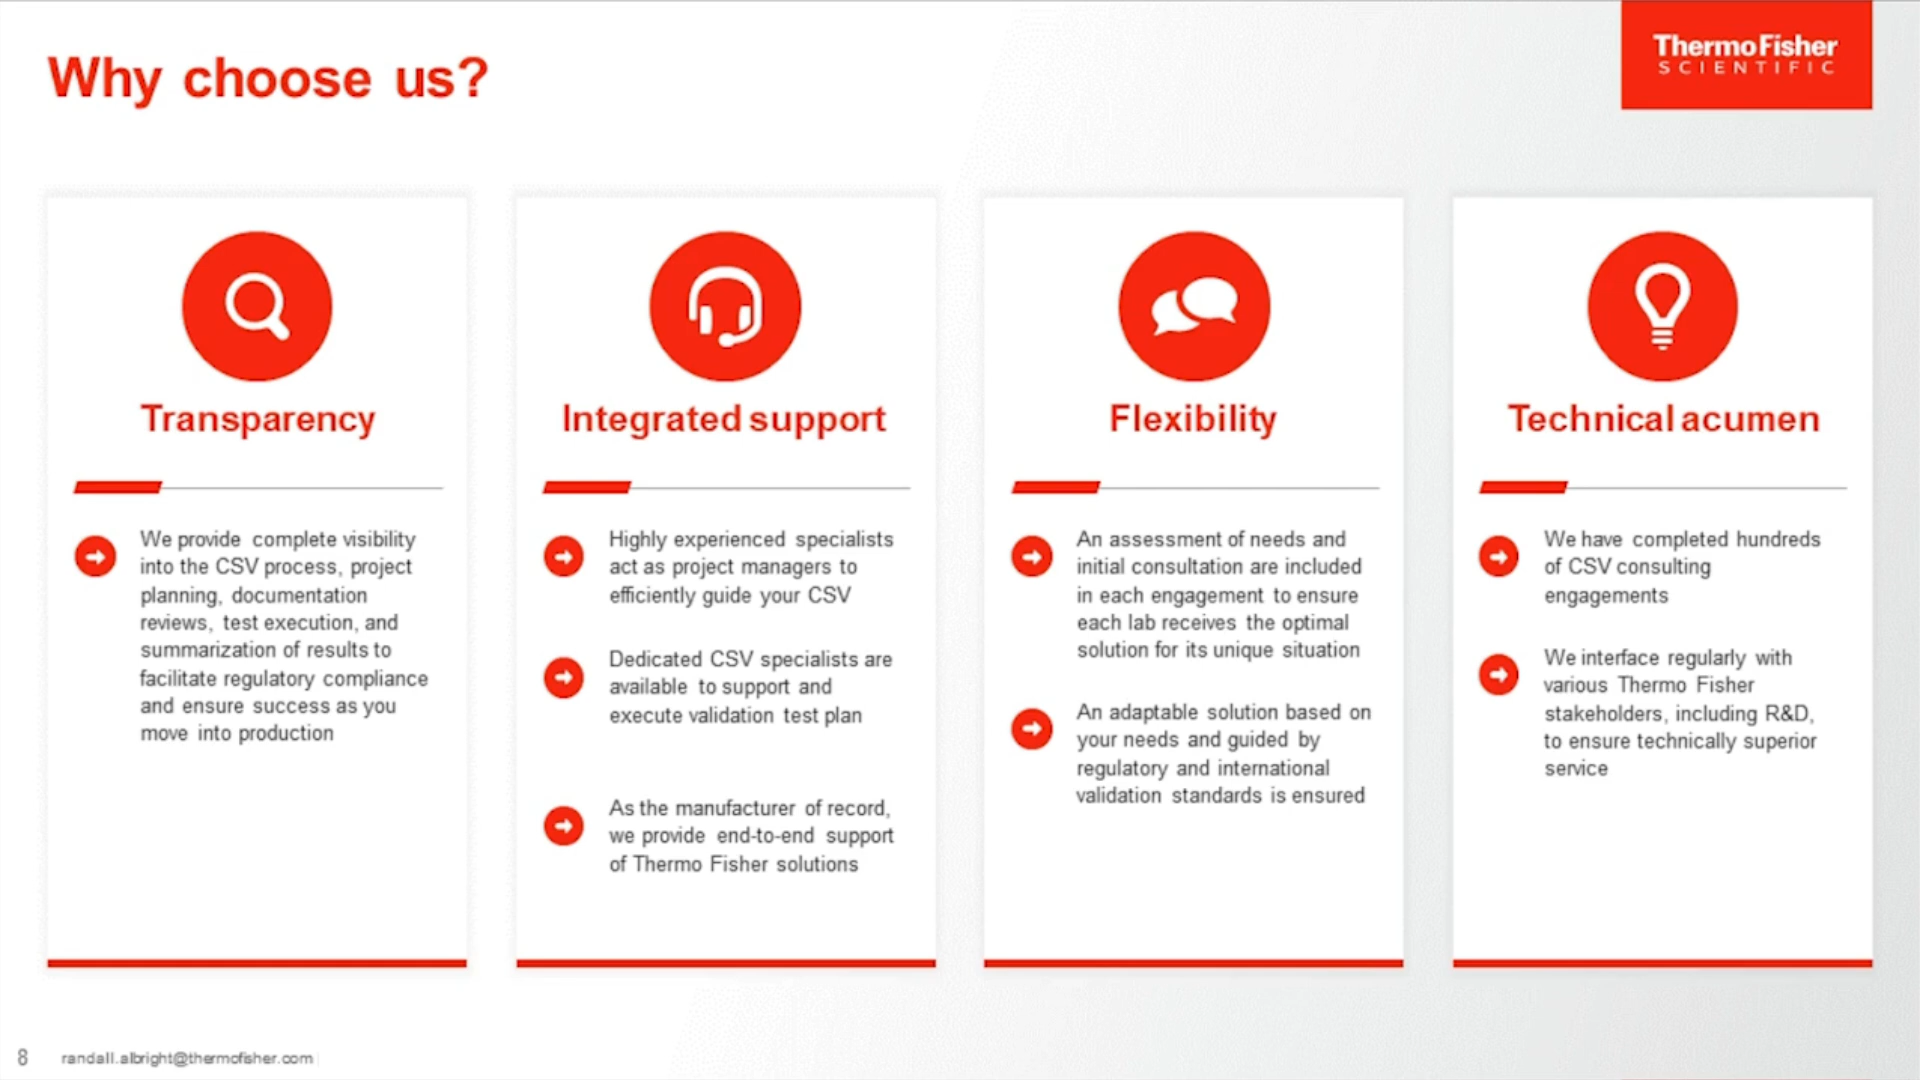 Why choose us?
ThermoFisher
SCIENTIFIC
Transparency
We provide complete visibility
into the CSV process, project
planning, documentation
reviews, test execution, and
summarization of results to
facilitate regulatory compliance
and ensure success as you
move into production
Integrated support
Highly experienced specialists
act as project managers to
efficiently guide your CSV
Dedicated CSV specialists are
available to support and
execute validation test plan
As the manufacturer of record,
we provide end-to-end support
of Thermo Fisher solutions
Flexibility
An assessment of needs and
initial consultation are included
in each engagement to ensure
each lab receives the optimal
solution for its unique situation
An adaptable solution based on
your needs and guided by
regulatory and international
validation standards is ensured
Technical acumen
We have completed hundreds
of CSV consulting
engagements
We interface regularly with
various Thermo Fisher
stakeholders, including R&D,
to ensure technically superior
service
8 randall.albright@thermofisher.com